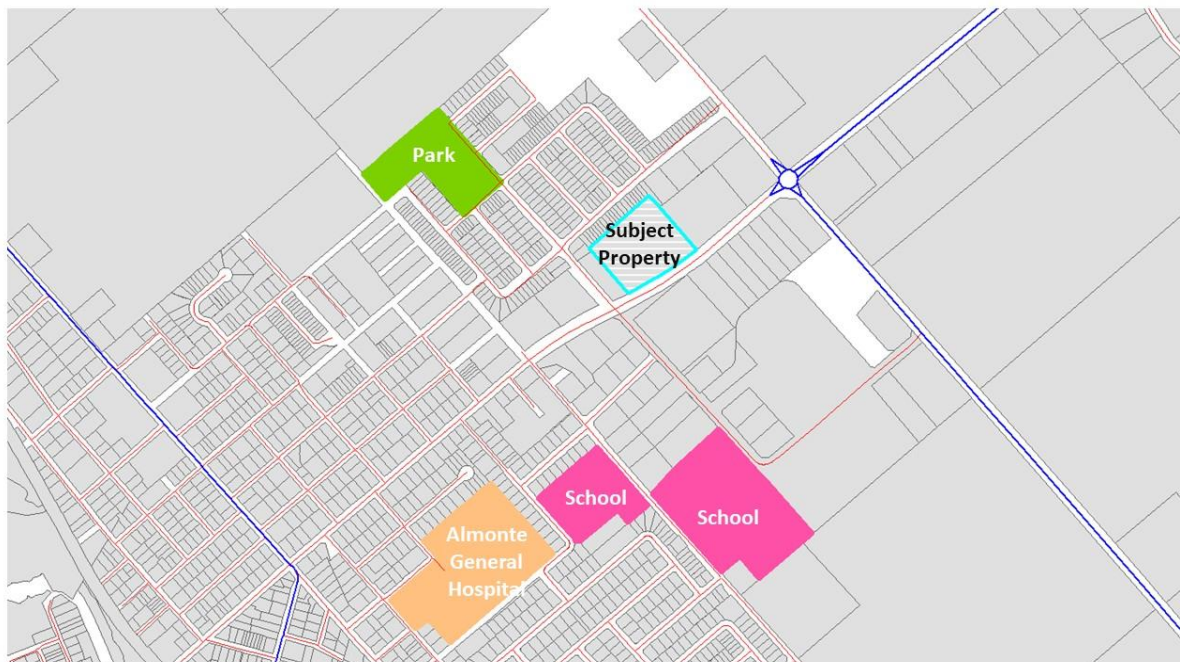 Park
Subject
Property
School
School
Almonte
General
Hospital